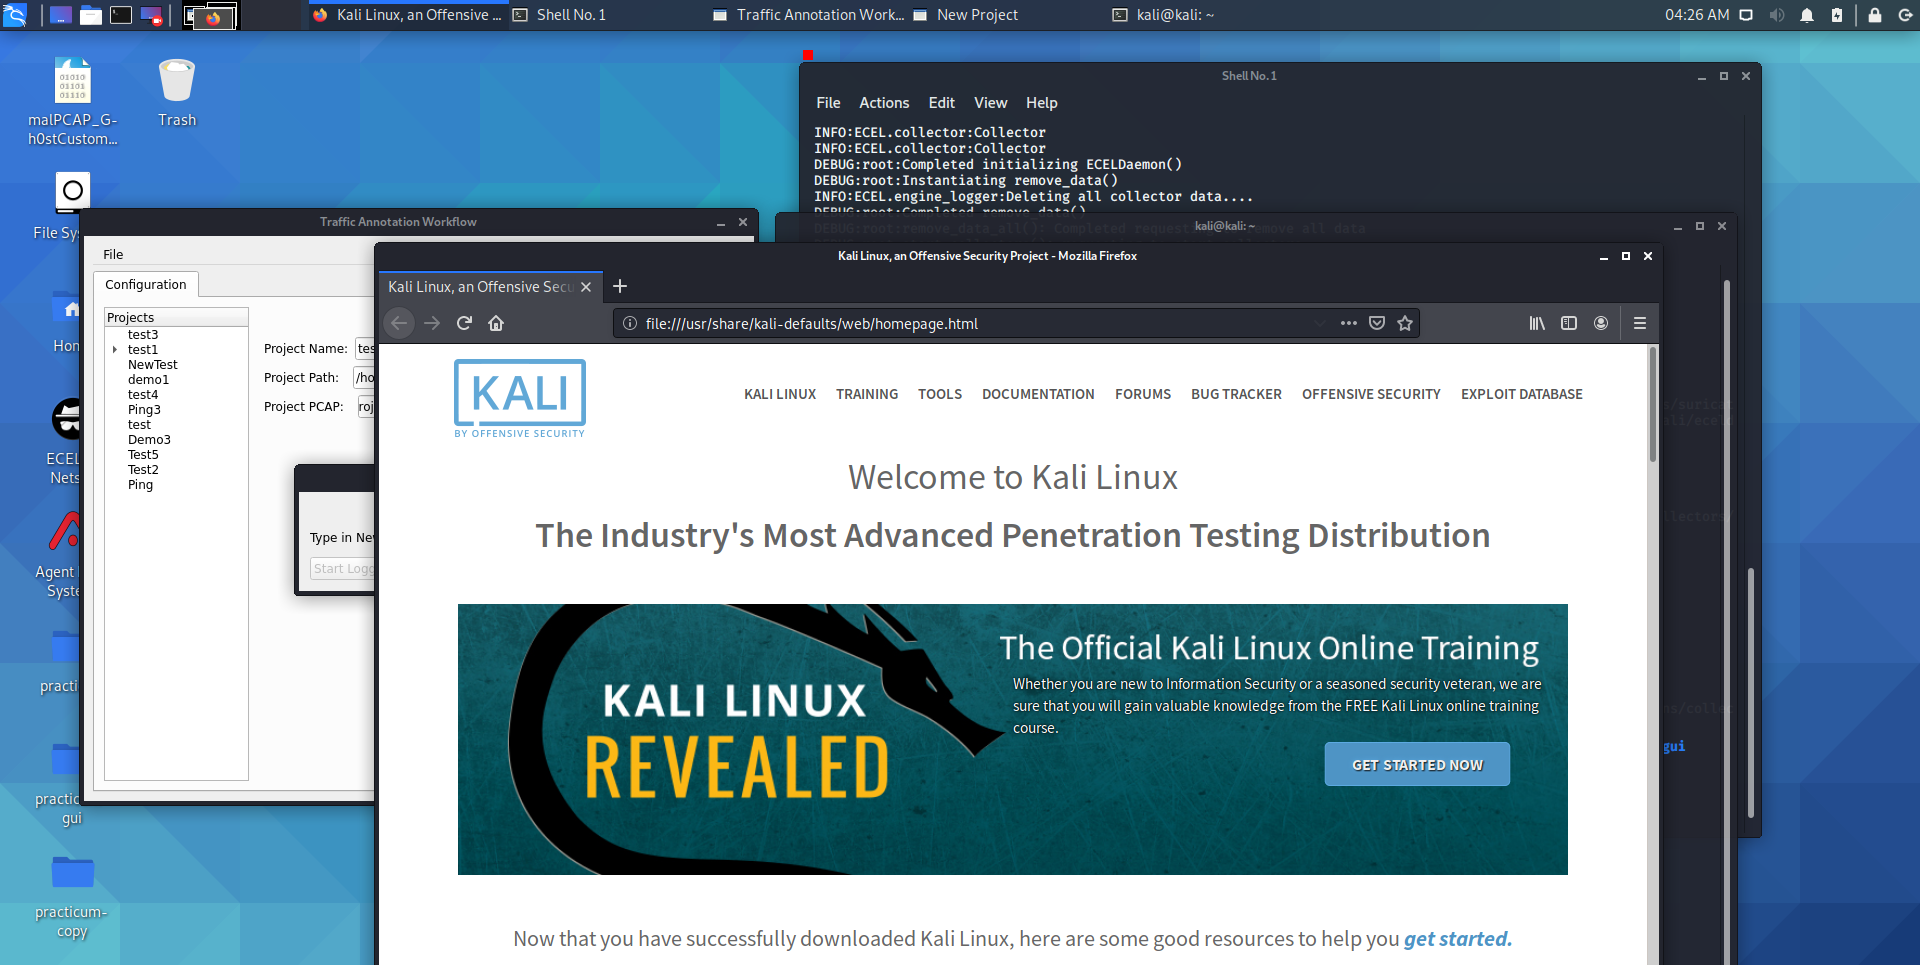 Kali Linux, an Offensive ...
Shell No. 1
Traffic Annotation Work...
New Project
kali@kali: ~
04:26 AM
malPCAP_G-
h0stCustom...
Trash
File Sys
Hon
ECEL
Nets
Agent
Syste
practi
practic
gui
practicum-
copy
Shell No. 1
File Actions Edit View Help
INFO:ECEL.collector:Collector
INFO:ECEL.collector:Collector
DEBUG:root:Completed initializing ECELDaemon()
DEBUG:root:Instantiating remove_data()
INFO:ECEL.engine_logger:Deleting all collector data....
DEBUG:root:Completed remove_data()
kali@kali: ~
gui
Traffic Annotation Workflow
File
Configuration
Projects
test3
test1
NewTest
demo1
test4
Ping3
test
Demo3
Test5
Test2
Ping
Project Name: tes
Project Path: /ho
Project PCAP: roj
Type in Ne
Start Logg
Kali Linux, an Offensive Security Project - Mozilla Firefox
Kali Linux, an Offensive Secu
file:///usr/share/kali-defaults/web/homepage.html
KALI
BY OFFENSIVE SECURITY
KALI LINUX TRAINING TOOLS DOCUMENTATION FORUMS BUG TRACKER OFFENSIVE SECURITY EXPLOIT DATABASE
Welcome to Kali Linux
The Industry's Most Advanced Penetration Testing Distribution
KALI LINUX
REVEALED
The Official Kali Linux Online Training
Whether you are new to Information Security or a seasoned security veteran, we are
sure that you will gain valuable knowledge from the FREE Kali Linux online training
course.
GET STARTED NOW
Now that you have successfully downloaded Kali Linux, here are some good resources to help you get started.